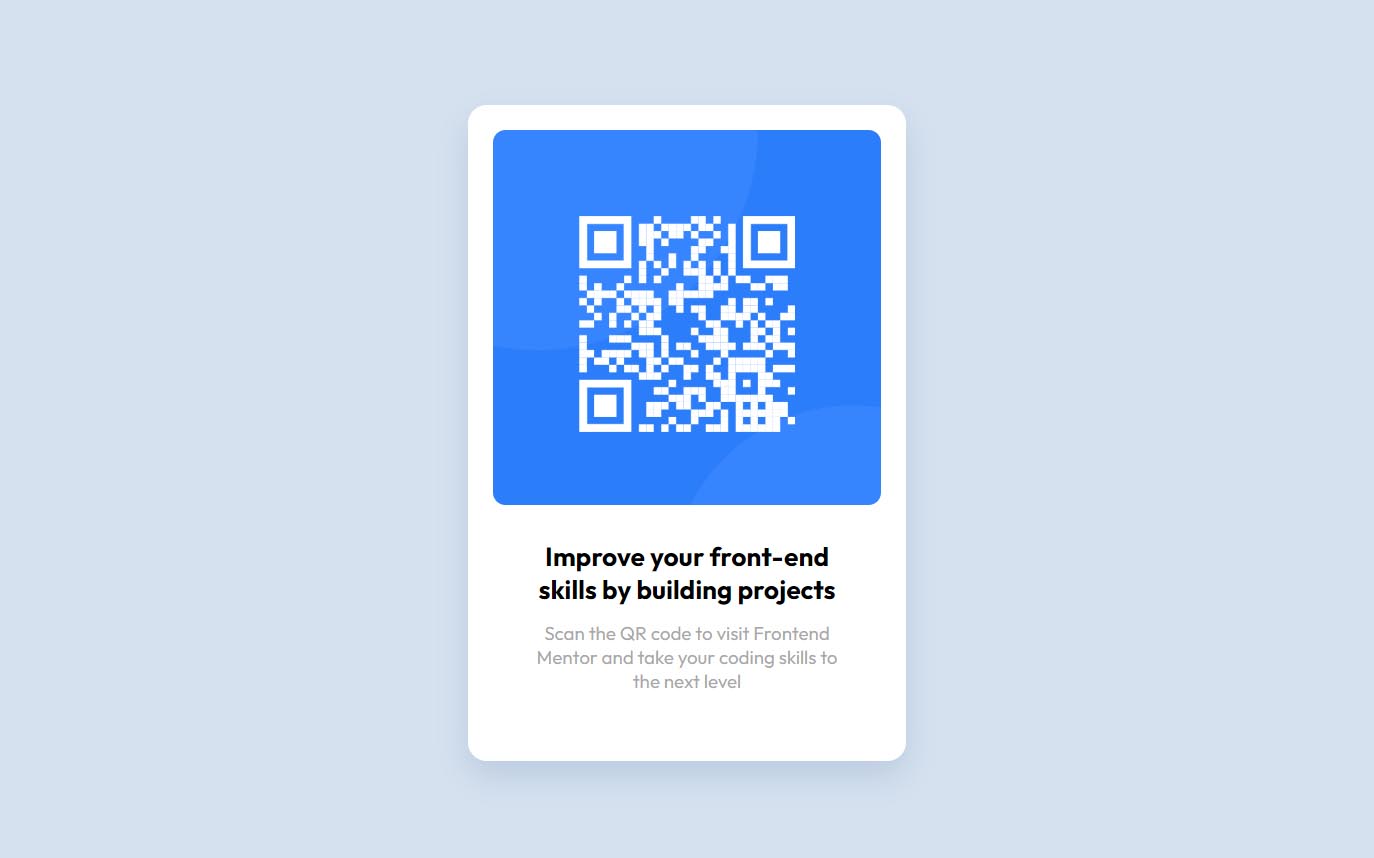 Improve your front-end
skills by building projects
Scan the QR code to visit Frontend
Mentor and take your coding skills to
the next level